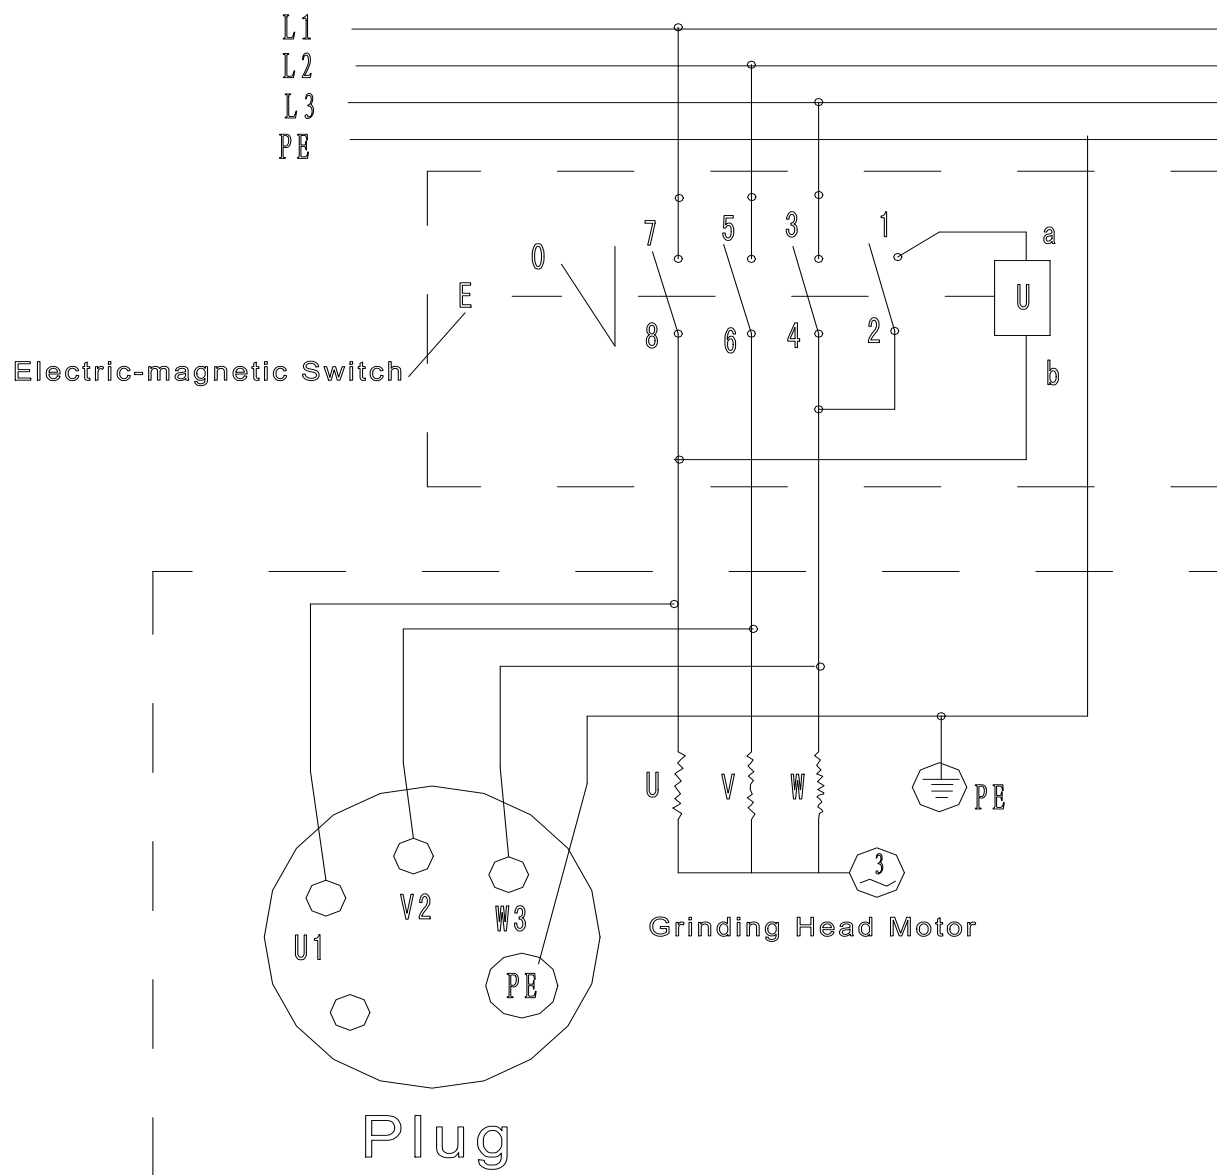 L1
L2
L3
PE
7 5 3 1 a
0
E U
8 6 4 2
Electric-magnetic Switch
b
U V W PE
3
V2
W3 Grinding Head Motor
U1
PE
Plug